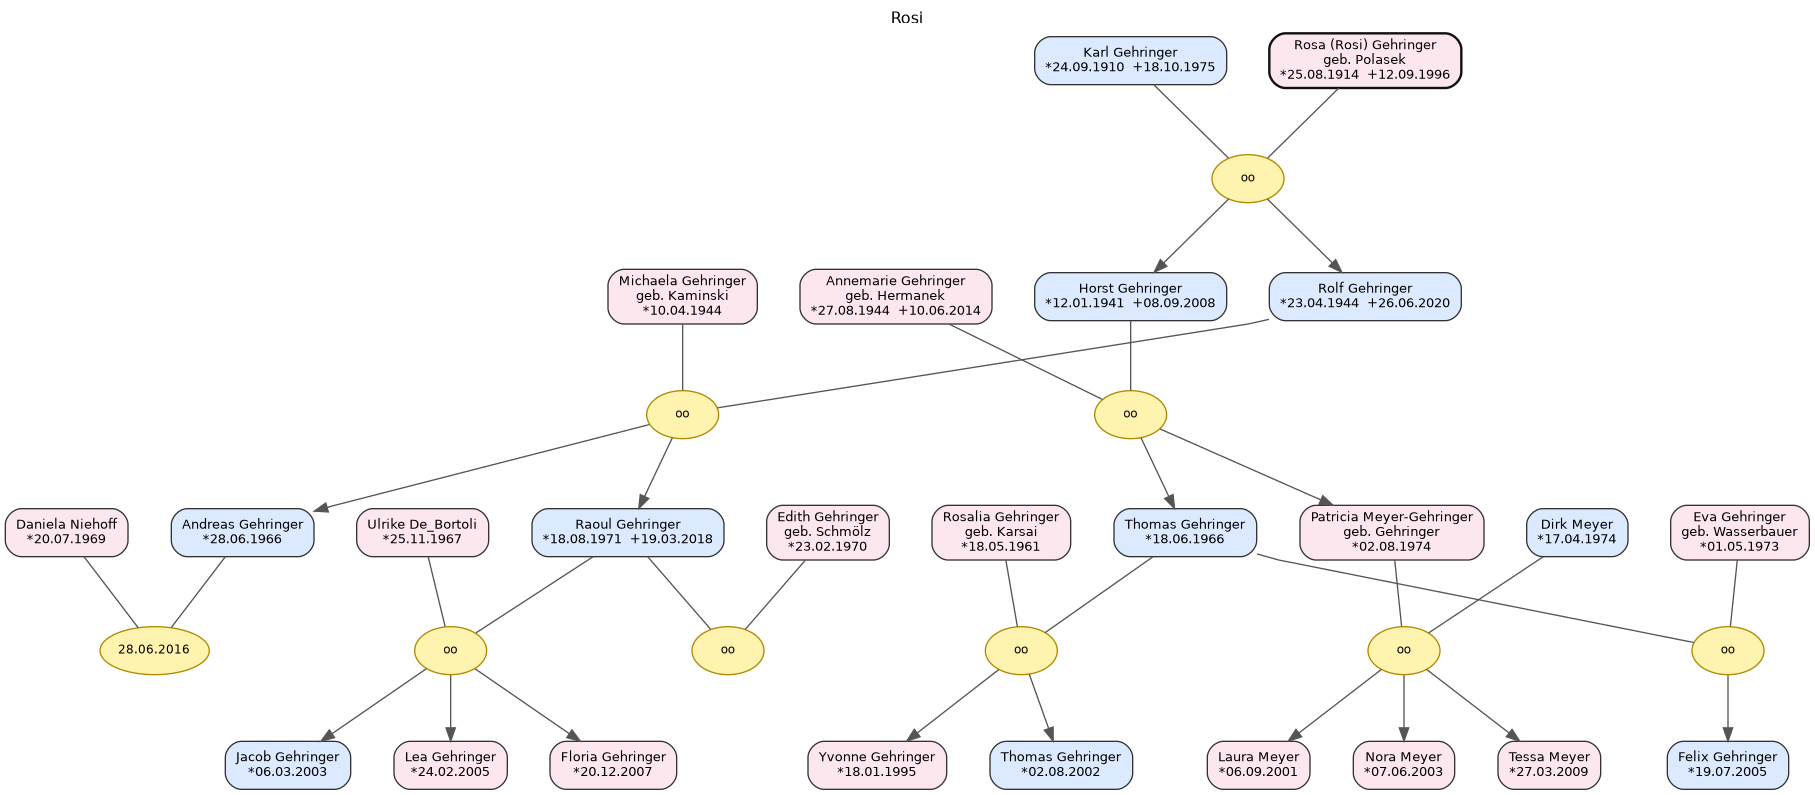 Rosi
Karl Gehringer
*24.09.1910  +18.10.1975
Rosa (Rosi) Gehringer
geb. Polasek
*25.08.1914  +12.09.1996
oo
Michaela Gehringer
geb. Kaminski
*10.04.1944
Annemarie Gehringer
geb. Hermanek
*27.08.1944  +10.06.2014
Horst Gehringer
*12.01.1941  +08.09.2008
Rolf Gehringer
*23.04.1944  +26.06.2020
oo
oo
Daniela Niehoff
*20.07.1969
Andreas Gehringer
*28.06.1966
Ulrike De_Bortoli
*25.11.1967
Raoul Gehringer
*18.08.1971  +19.03.2018
Edith Gehringer
geb. Schmölz
*23.02.1970
Rosalia Gehringer
geb. Karsai
*18.05.1961
Thomas Gehringer
*18.06.1966
Patricia Meyer-Gehringer
geb. Gehringer
*02.08.1974
Dirk Meyer
*17.04.1974
Eva Gehringer
geb. Wasserbauer
*01.05.1973
28.06.2016
oo
oo
oo
oo
oo
Jacob Gehringer
*06.03.2003
Lea Gehringer
*24.02.2005
Floria Gehringer
*20.12.2007
Yvonne Gehringer
*18.01.1995
Thomas Gehringer
*02.08.2002
Laura Meyer
*06.09.2001
Nora Meyer
*07.06.2003
Tessa Meyer
*27.03.2009
Felix Gehringer
*19.07.2005